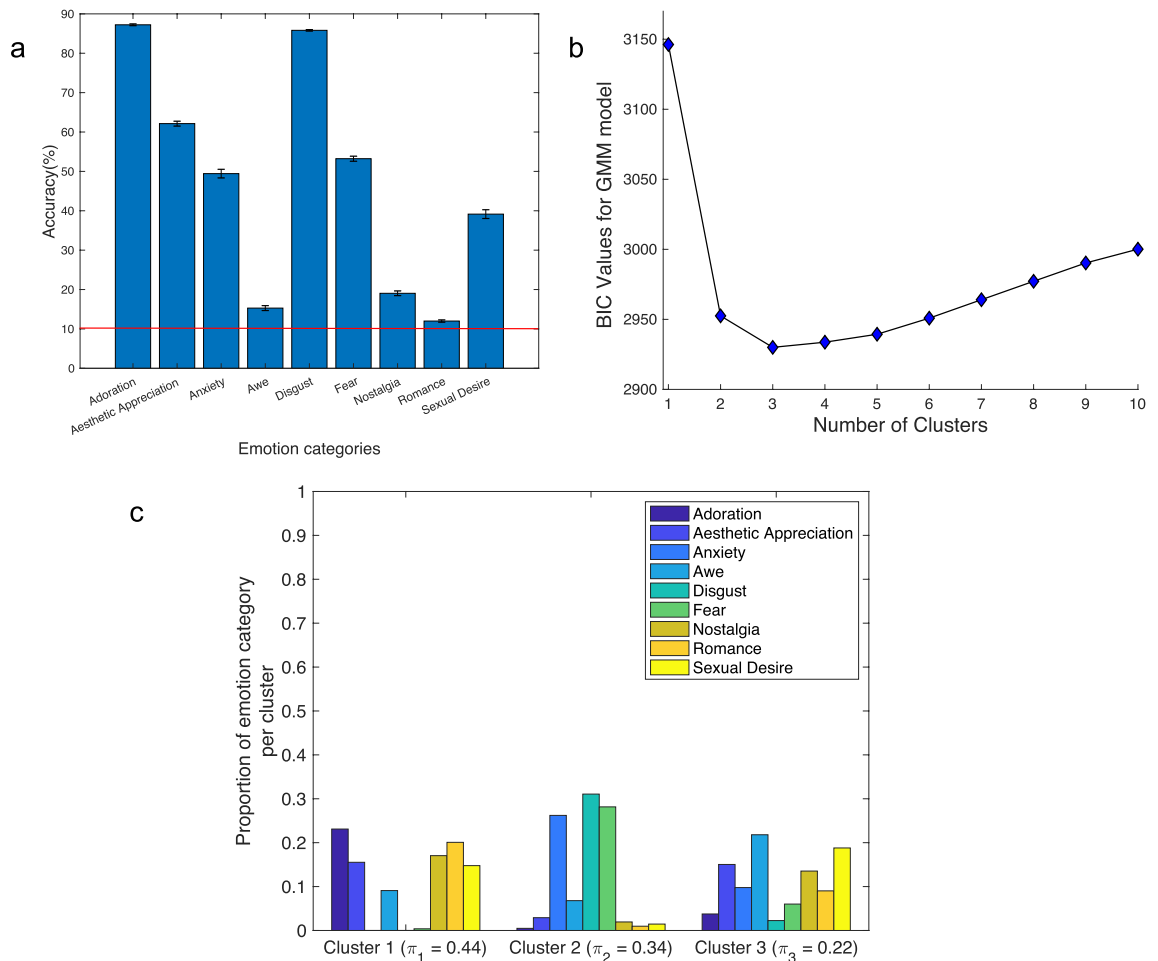 a
90
80
70
60
50
40
30
20
10
0
Accuracy(%)
Adoration
Aesthetic Appreciation
Anxiety
Awe
Disgust
Fear
Nostalgia
Romance
Sexual Desire
Emotion categories
b
3150
3100
3050
3000
2950
2900
BIC Values for GMM model
1 2 3 4 5 6 7 8 9 10
Number of Clusters
c
1
0.9
0.8
0.7
0.6
0.5
0.4
0.3
0.2
0.1
0
Proportion of emotion category
per cluster
Adoration
Aesthetic Appreciation
Anxiety
Awe
Disgust
Fear
Nostalgia
Romance
Sexual Desire
Cluster 1 (π1 = 0.44) Cluster 2 (π2 = 0.34) Cluster 3 (π3 = 0.22)